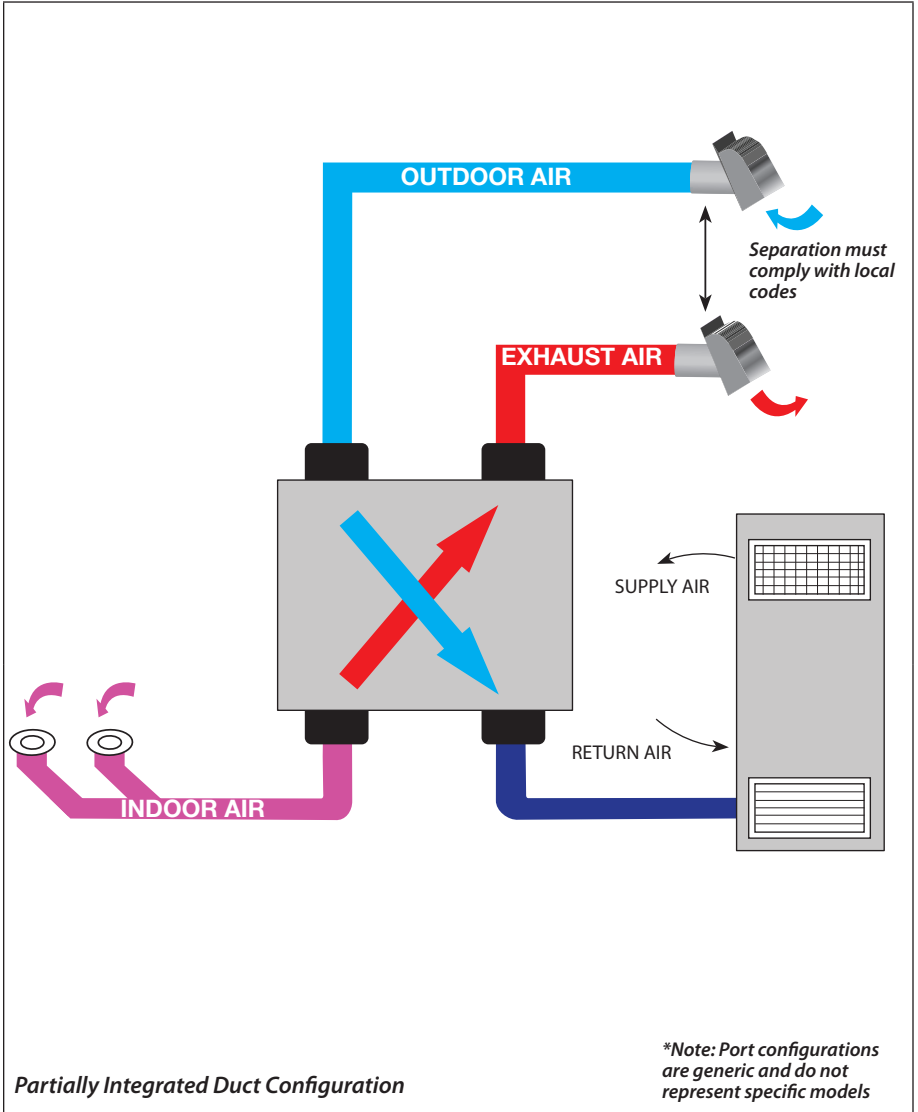 OUTDOOR AIR
Separation must
comply with local
codes
EXHAUST AIR
SUPPLY AIR
RETURN AIR
INDOOR AIR
Partially Integrated Duct Configuration
*Note: Port configurations
are generic and do not
represent specific models